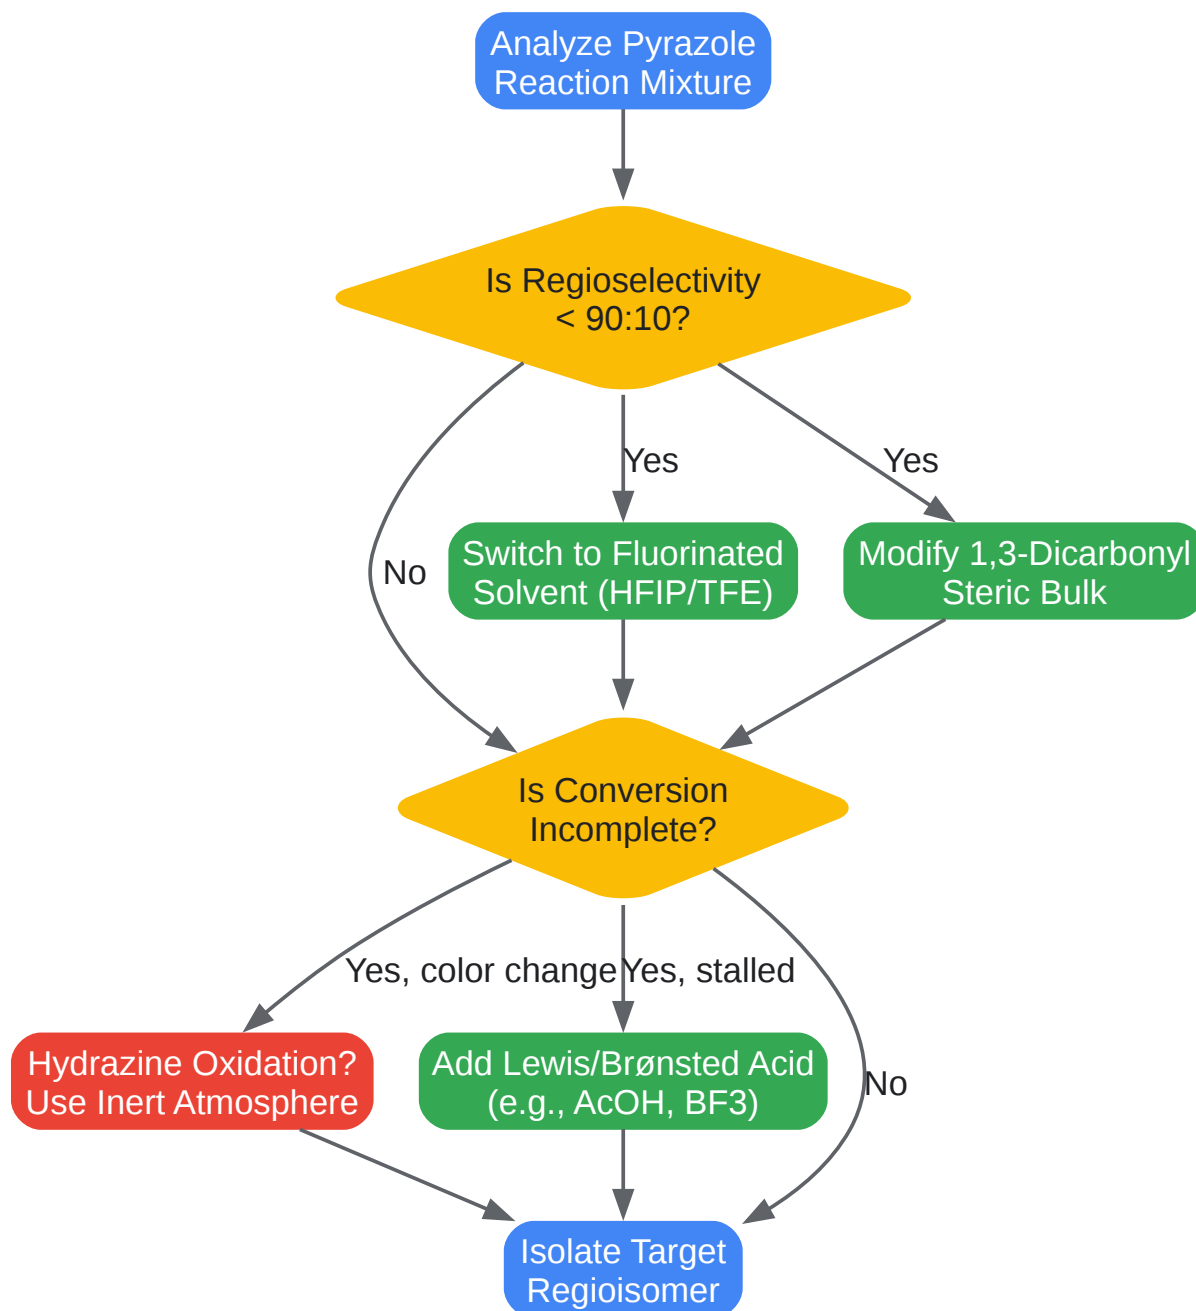 Analyze Pyrazole
Reaction Mixture
Is Regioselectivity
< 90:10?
Yes
Yes
Switch to Fluorinated
Solvent (HFIP/TFE)
Modify 1,3-Dicarbonyl
Steric Bulk
No
Is Conversion
Incomplete?
Yes, color change
Yes, stalled
Hydrazine Oxidation?
Use Inert Atmosphere
Add Lewis/Brønsted Acid
(e.g., AcOH, BF3)
No
Isolate Target
Regioisomer